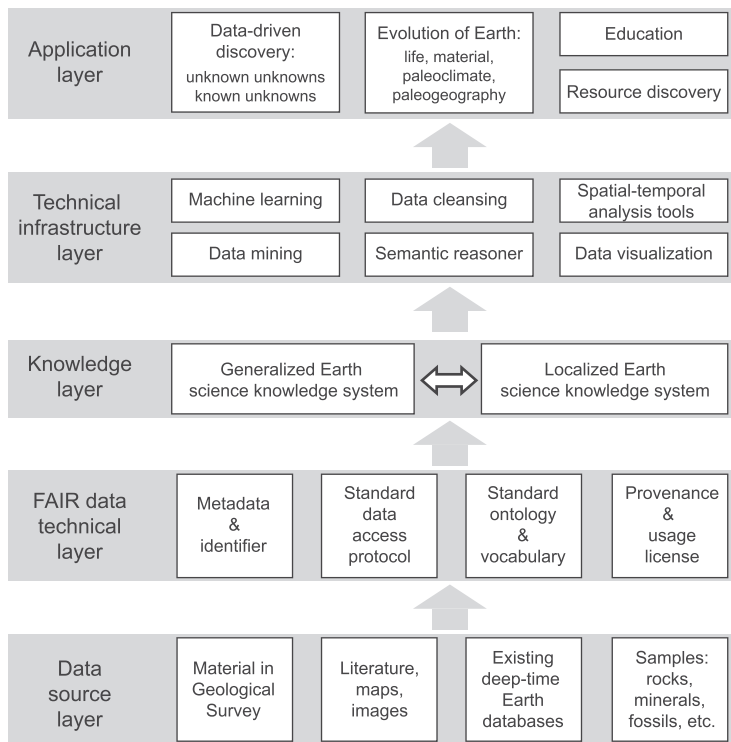 Application
layer
Data-driven
discovery:
unknown unknowns
known unknowns
Evolution of Earth:
life, material,
paleoclimate,
paleogeography
Education
Resource discovery
Technical
infrastructure
layer
Machine learning
Data cleansing
Spatial-temporal
analysis tools
Data mining
Semantic reasoner
Data visualization
Knowledge
layer
Generalized Earth
science knowledge system
Localized Earth
science knowledge system
FAIR data
technical
layer
Metadata
&
identifier
Standard
data
access
protocol
Standard
ontology
&
vocabulary
Provenance
&
usage
license
Data
source
layer
Material in
Geological
Survey
Literature,
maps,
images
Existing
deep-time
Earth
databases
Samples:
rocks,
minerals,
fossils, etc.